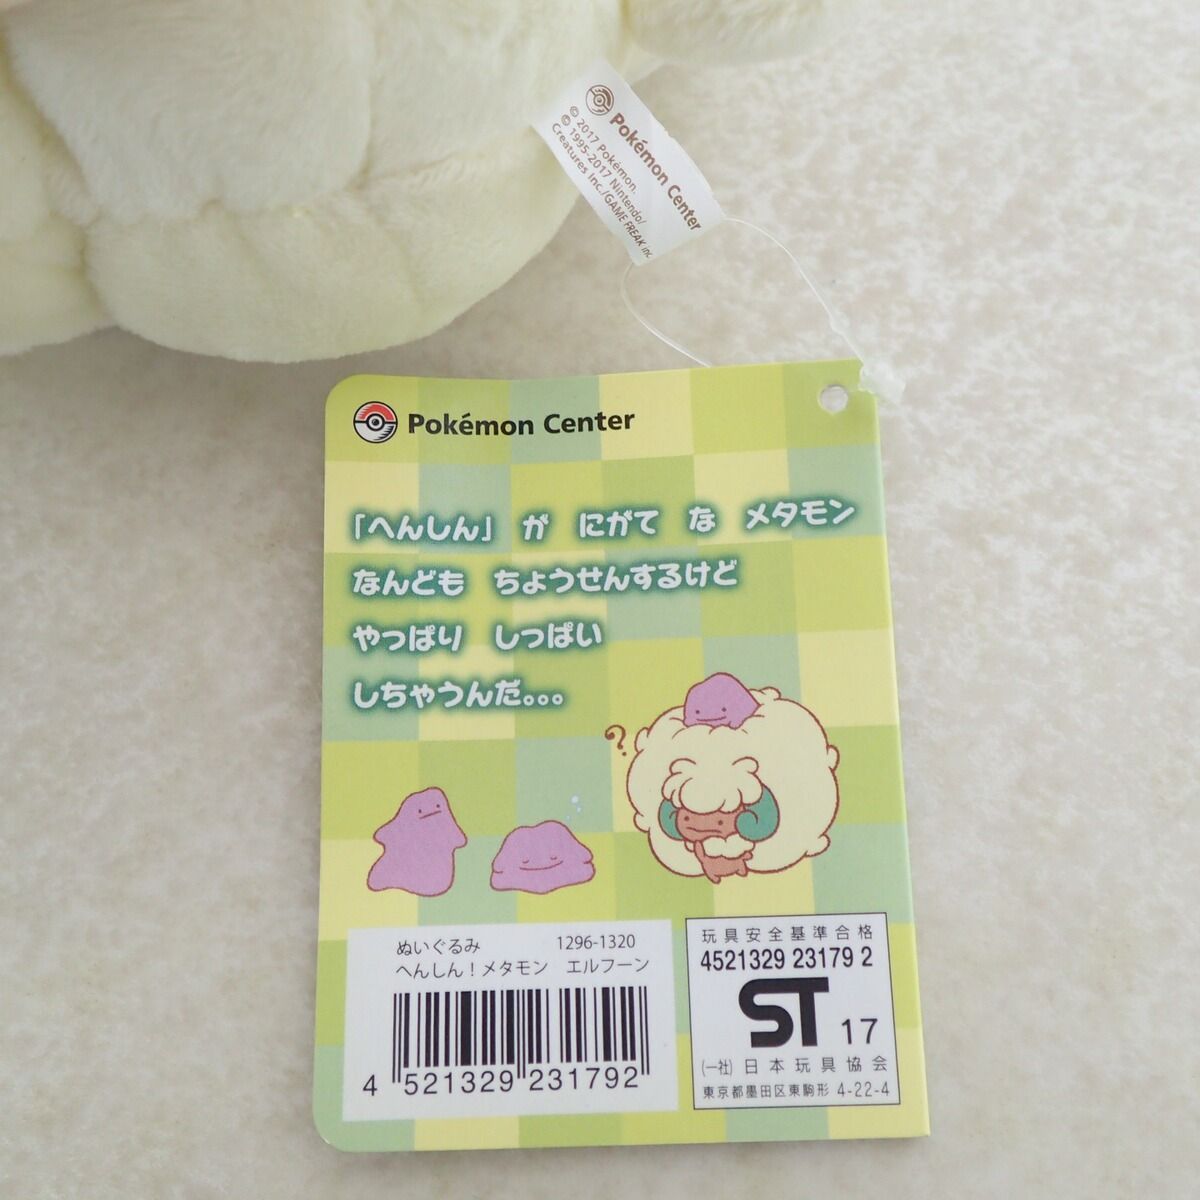 Pokémon Center
© 2017 Pokémon.
© 1995-2017 Nintendo/
Creatures Inc./GAME FREAK inc.
Pokémon Center
「へんしん」 が にがて な メタモン
なんども ちょうせんするけど
やっぱり しっぱい
しちゃうんだ。。。
?
ぬいぐるみ 1296-1320
へんしん!メタモン エルフーン
4 521329 231792
玩具安全基準合格
4521329 23179 2
ST 17
(一社) 日本玩具協会
東京都墨田区東駒形 4-22-4